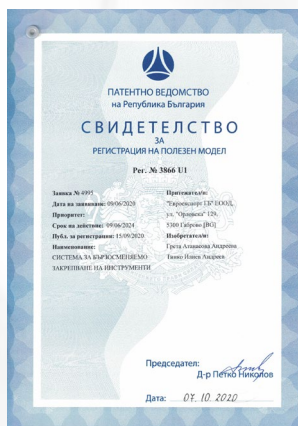 ПАТЕНТНО ВЕДОМСТВО
на Република България
СВИДЕТЕЛСТВО
ЗА
РЕГИСТРАЦИЯ НА ПОЛЕЗЕН МОДЕЛ
Рег. № 3866 U1
Заявка № 4995
Дата на заявяване: 09/06/2020
Приоритет:
Срок на действие: 09/06/2024
Публ. за регистрация: 15/09/2020
Наименование:
СИСТЕМА ЗА БЪРЗОСМЕНЯЕМО
ЗАКРЕПВАНЕ НА ИНСТРУМЕНТИ
Притежател/и:
ЕООД,
ул. "Орловска" 129,
5300 Габрово [BG]
Изобретател/и:
Грета Атанасова Андреева
Андреев
Председател:
Д-р Петко Николов
Дата: 07. 10. 2020